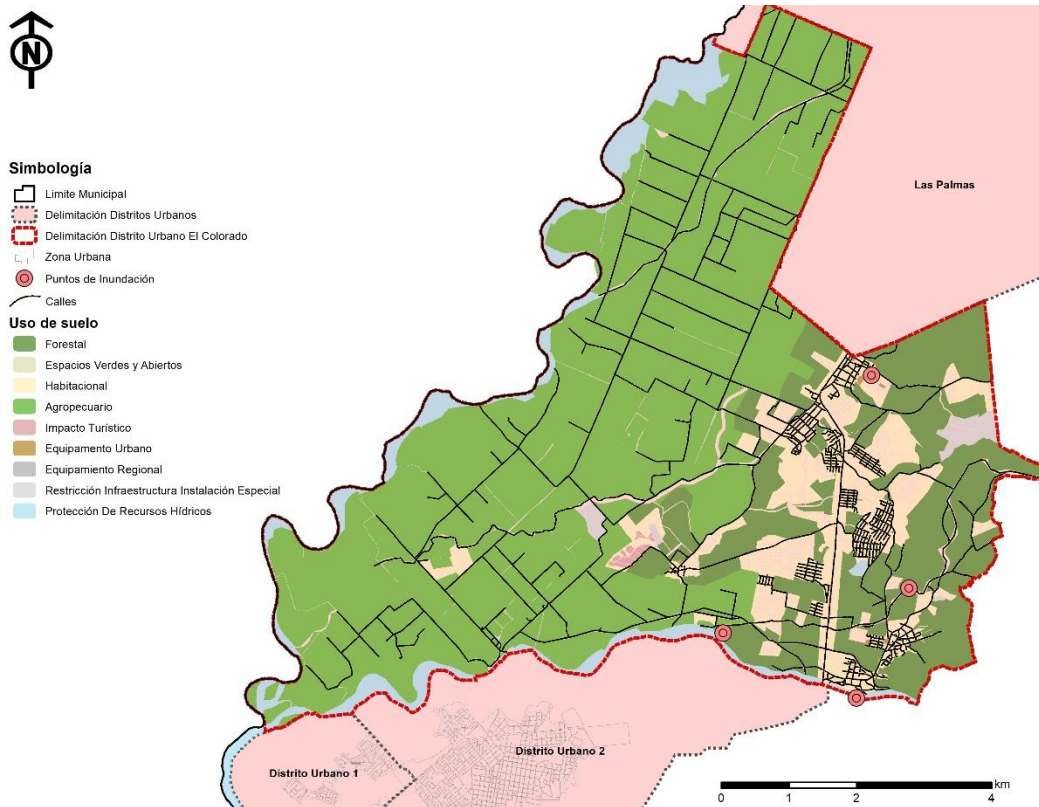 N
Simbología
Limite Municipal
Delimitación Distritos Urbanos
Delimitación Distrito Urbano El Colorado
Zona Urbana
Puntos de Inundación
Calles
Uso de suelo
Forestal
Espacios Verdes y Abiertos
Habitacional
Agropecuario
Impacto Turístico
Equipamento Urbano
Equipamiento Regional
Restricción Infraestructura Instalación Especial
Protección De Recursos Hídricos
Las Palmas
Distrito Urbano 2
Distrito Urbano 1
km
0 1 2 4